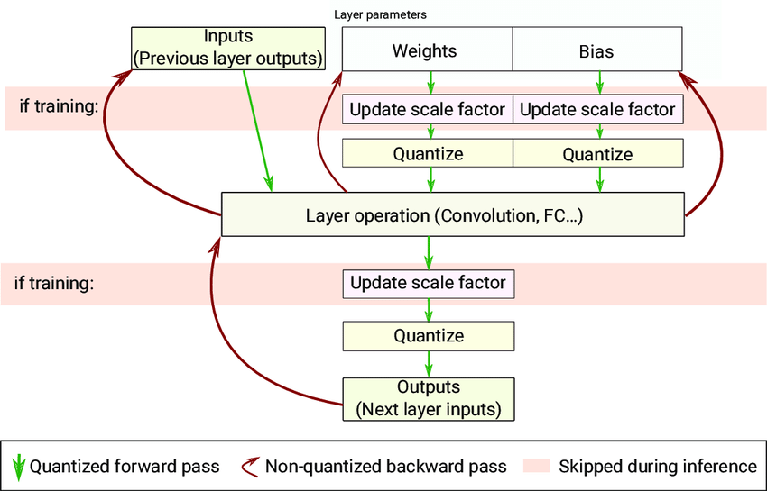 Layer parameters
Inputs
(Previous layer outputs)
Weights
Bias
if training:
Update scale factor
Update scale factor
Quantize
Quantize
Layer operation (Convolution, FC...)
if training:
Update scale factor
Quantize
Outputs
(Next layer inputs)
Quantized forward pass
Non-quantized backward pass
Skipped during inference